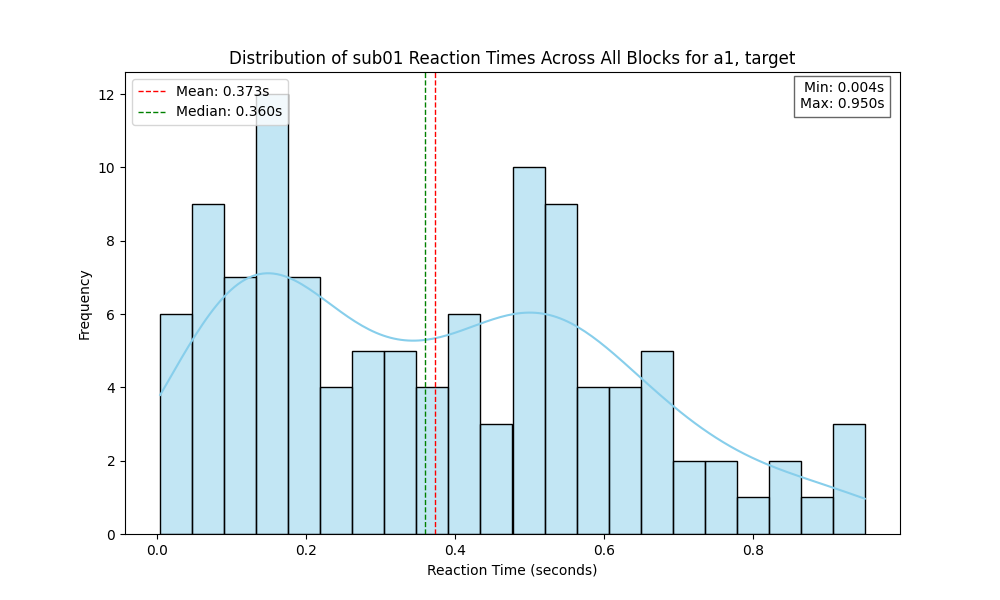 Distribution of sub01 Reaction Times Across All Blocks for a1, target
Mean: 0.373s
Median: 0.360s
Min: 0.004s
Max: 0.950s
12
10
8
6
4
2
0
Frequency
0.0 0.2 0.4 0.6 0.8
Reaction Time (seconds)